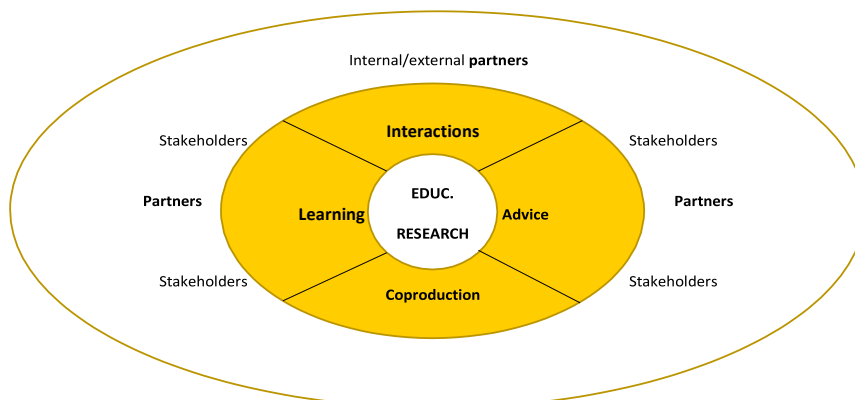 Internal/external partners
Interactions
Stakeholders
Stakeholders
EDUC.
Partners
Partners
Learning
Advice
RESEARCH
Stakeholders
Stakeholders
Coproduction